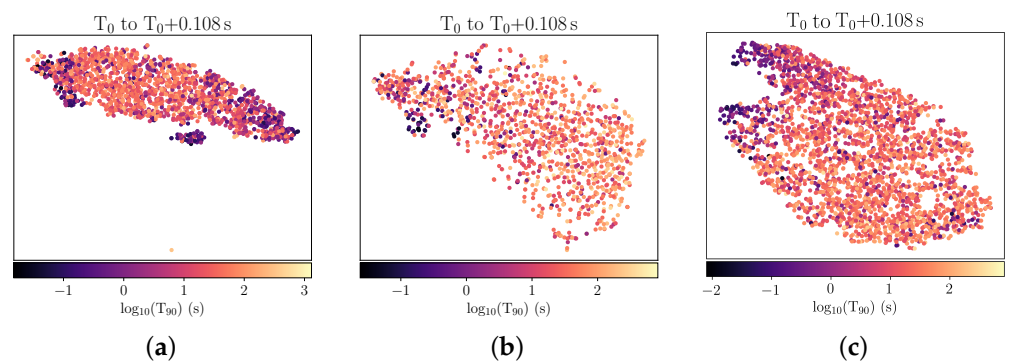 T₀ to T₀+0.108 s
−1 0 1 2 3
log₁₀(T₉₀) (s)
(a)
T₀ to T₀+0.108 s
−1 0 1 2
log₁₀(T₉₀) (s)
(b)
T₀ to T₀+0.108 s
−2 −1 0 1 2
log₁₀(T₉₀) (s)
(c)